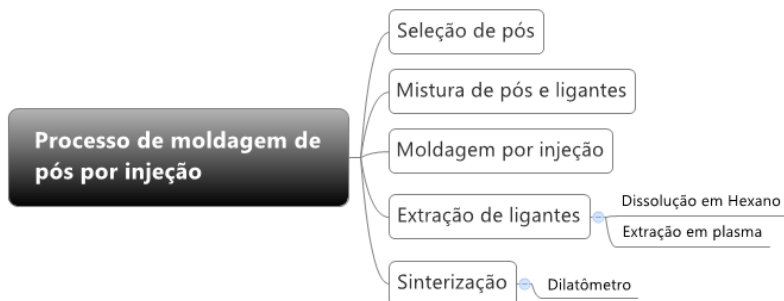 Processo de moldagem de
pós por injeção
Seleção de pós
Mistura de pós e ligantes
Moldagem por injeção
Extração de ligantes
Dissolução em Hexano
Extração em plasma
Sinterização
Dilatômetro